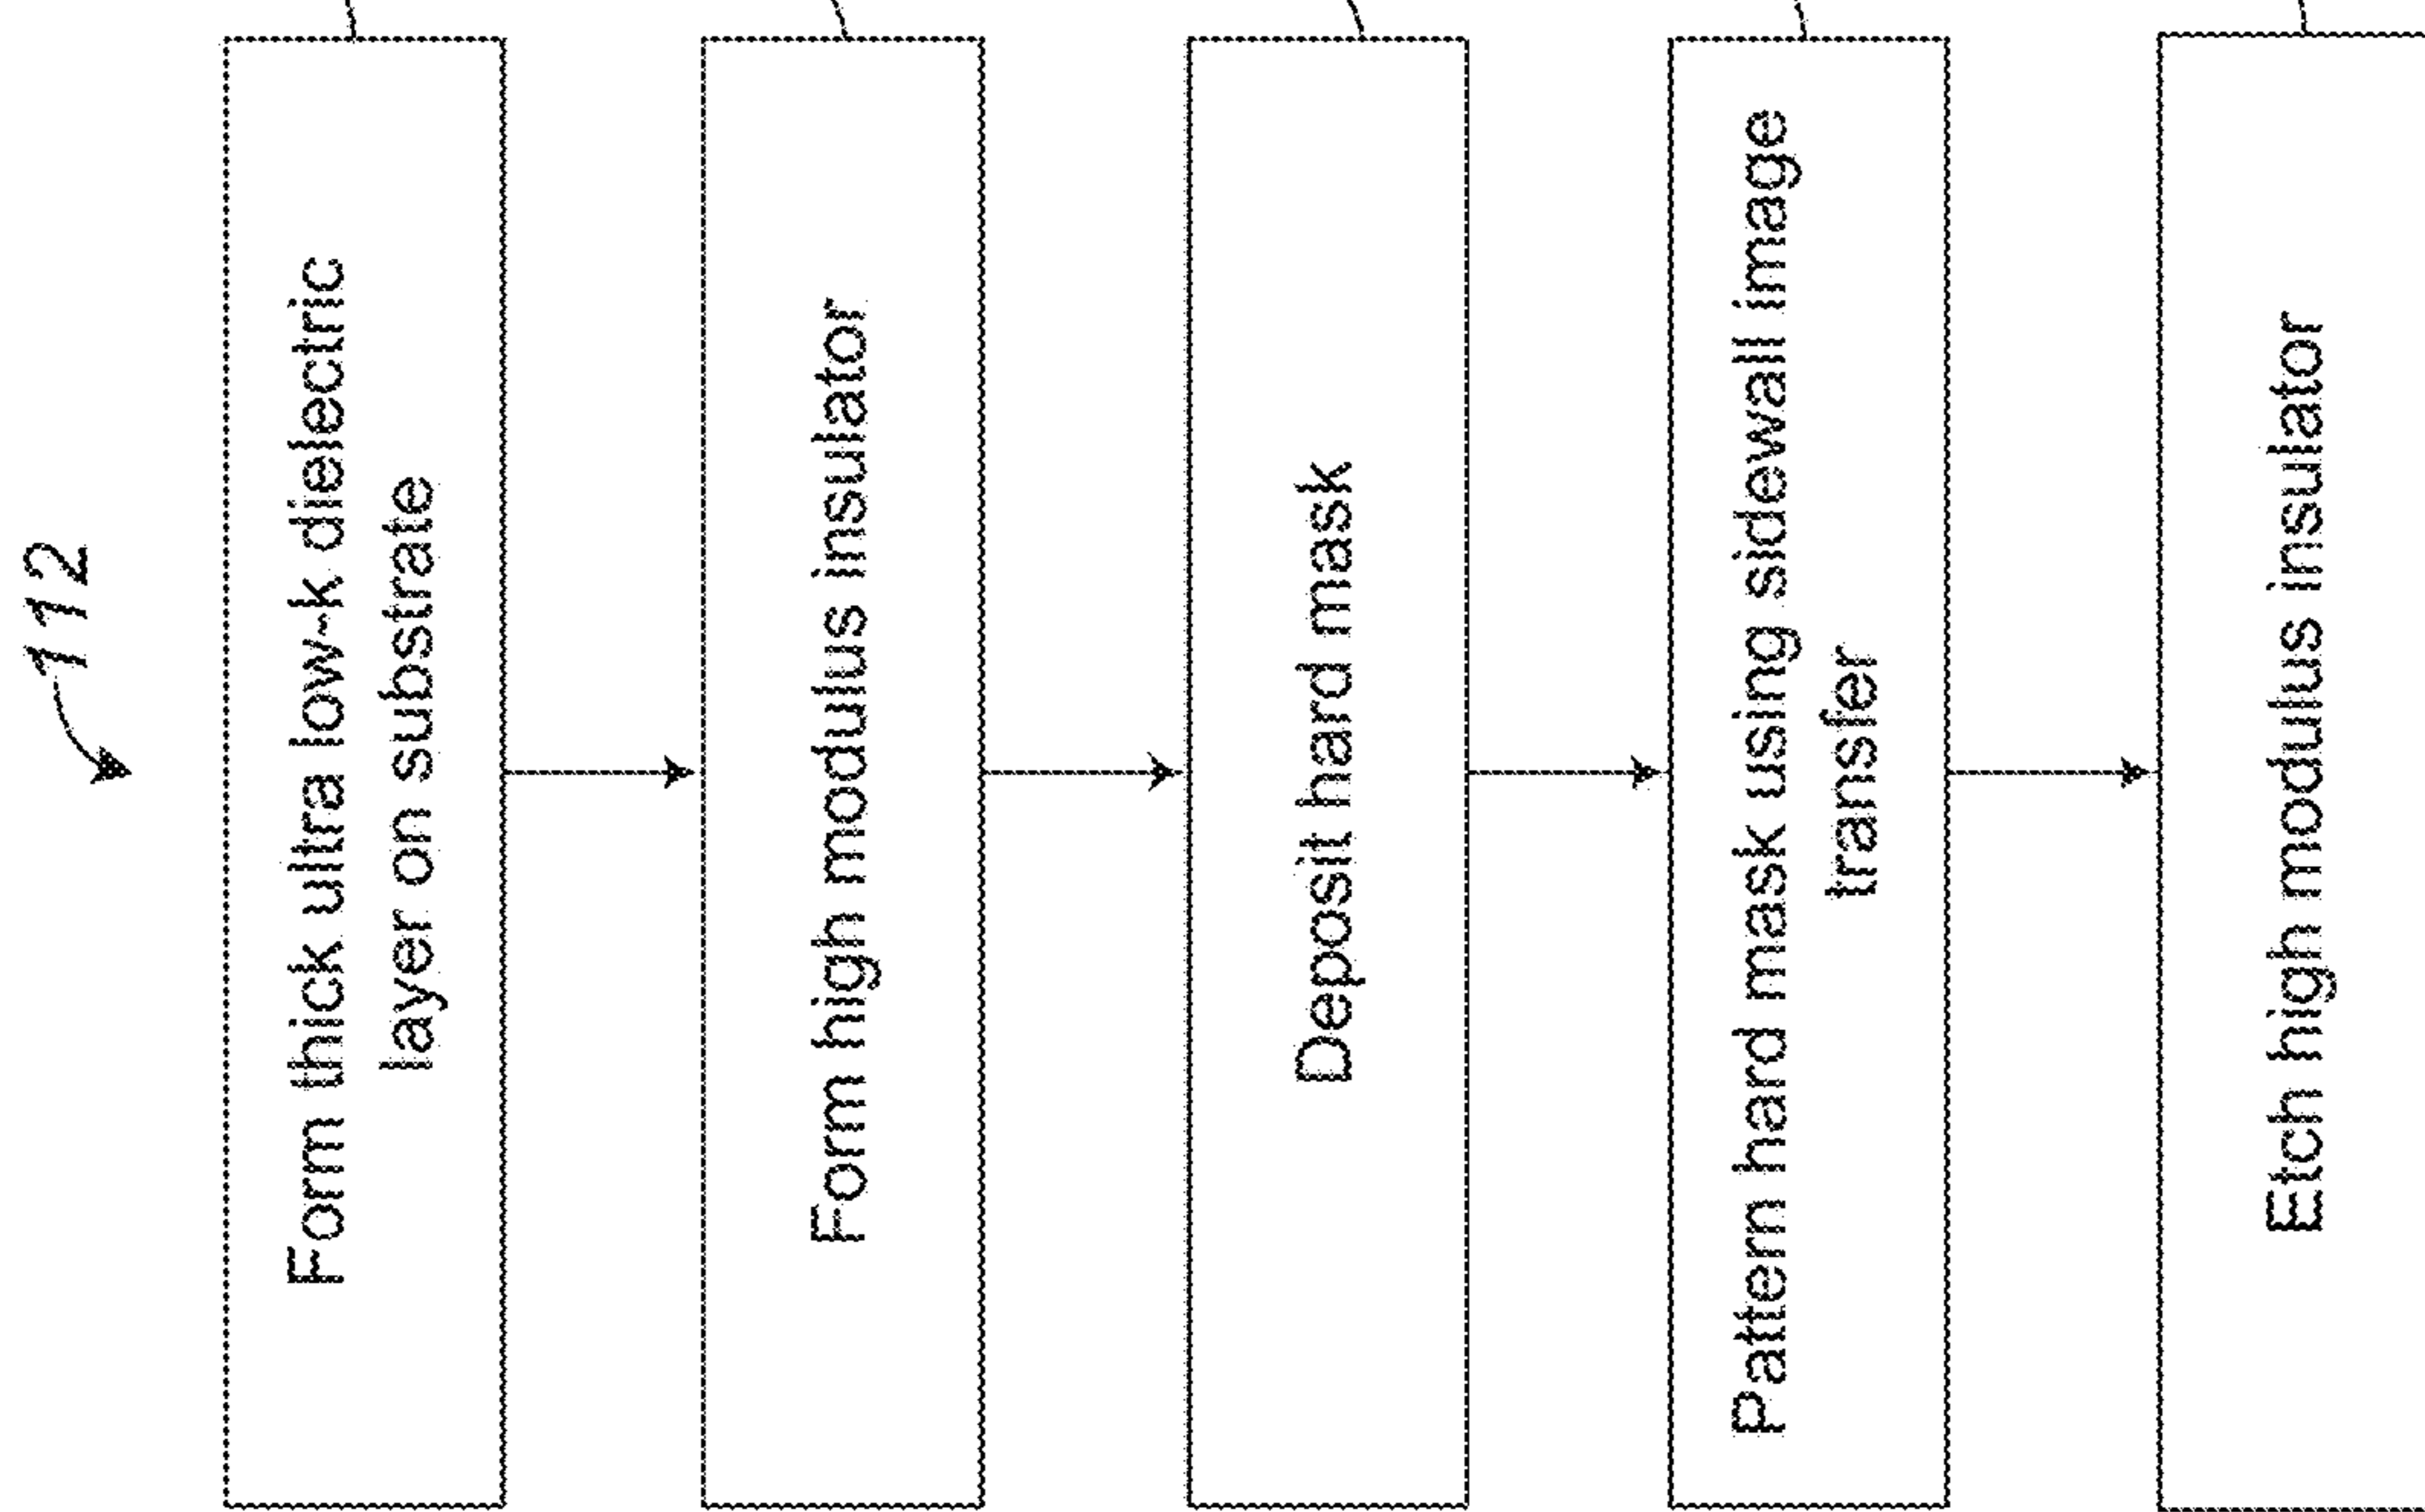 112
Form thick ultra low-k dielectric
layer on substrate
Form high modulus insulator
Deposit hard mask
Pattern hard mask using sidewall image
transfer
Etch high modulus insulator